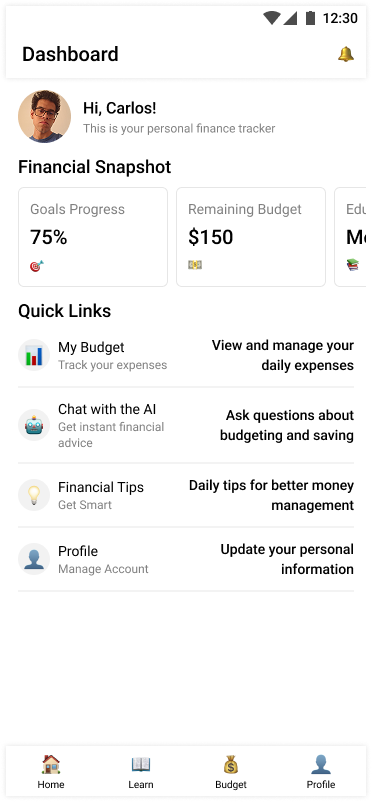 12:30
Dashboard
Hi, Carlos!
This is your personal finance tracker
Financial Snapshot
Goals Progress
75%
Remaining Budget
$150
Quick Links
My Budget
Track your expenses
View and manage your
daily expenses
Chat with the AI
Get instant financial
advice
Ask questions about
budgeting and saving
Financial Tips
Get Smart
Daily tips for better money
management
Profile
Manage Account
Update your personal
information
Home
Learn
Budget
Profile